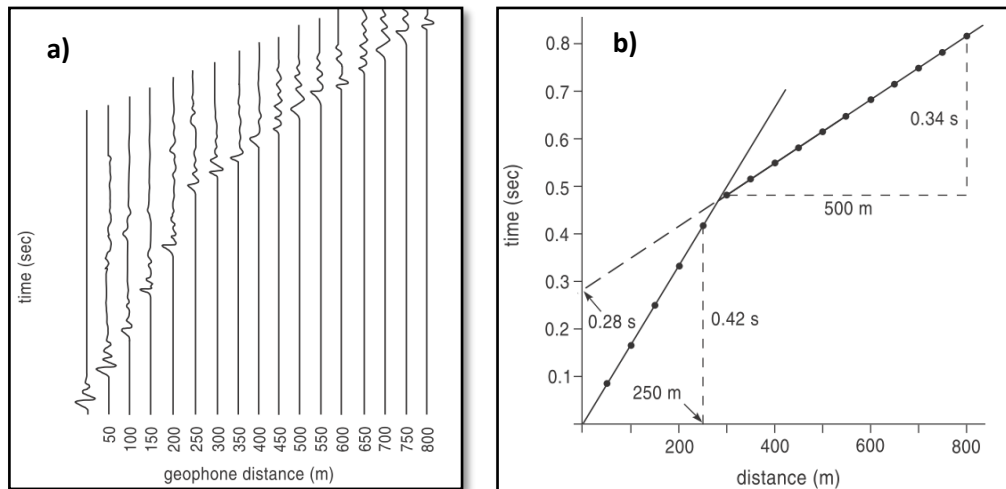 a)
time (sec)
50 100 150 200 250 300 350 400 450 500 550 600 650 700 750 800
geophone distance (m)
b)
time (sec)
0.8
0.7
0.6
0.5
0.4
0.3
0.2
0.1
0.34 s
500 m
0.28 s
0.42 s
250 m
200 400 600 800
distance (m)